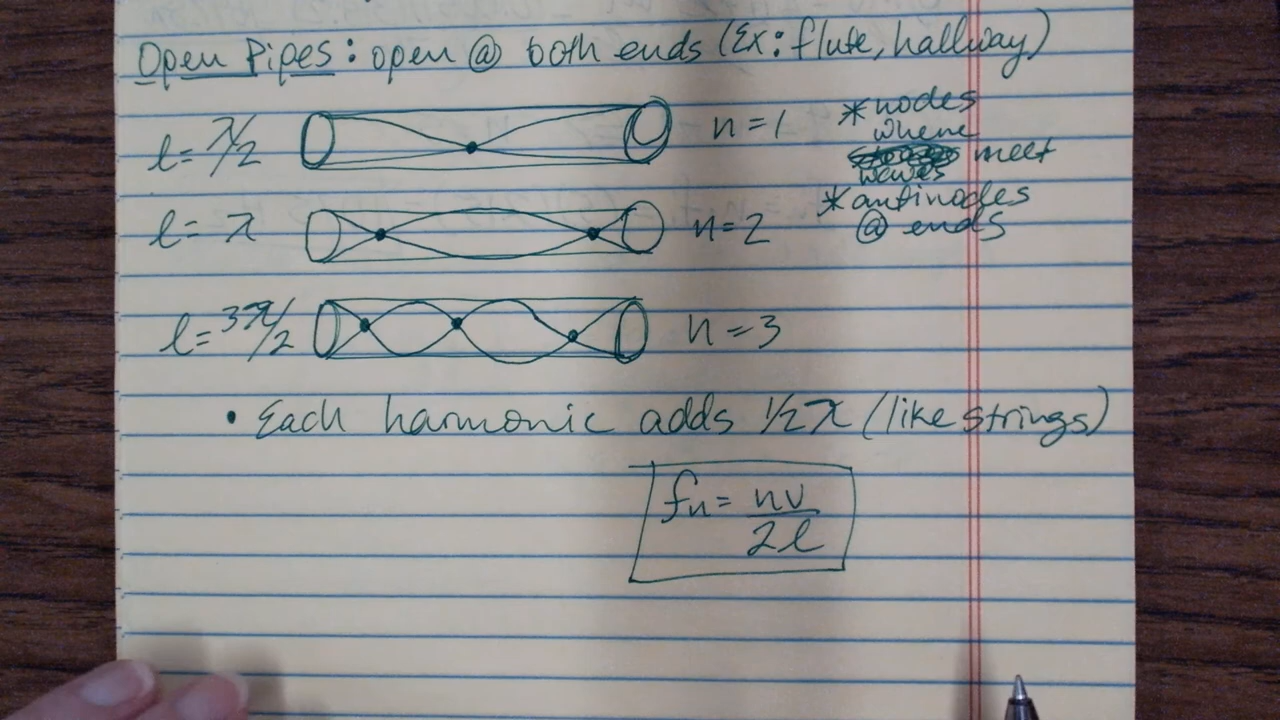 Open Pipes: open @ both ends (Ex: flute, hallway)
l = λ/2
n = 1
* nodes
where
meet
waves
* antinodes
@ ends
l = λ
n = 2
l = 3λ/2
n = 3
• Each harmonic adds 1/2 λ (like strings)
fn = nv
2l